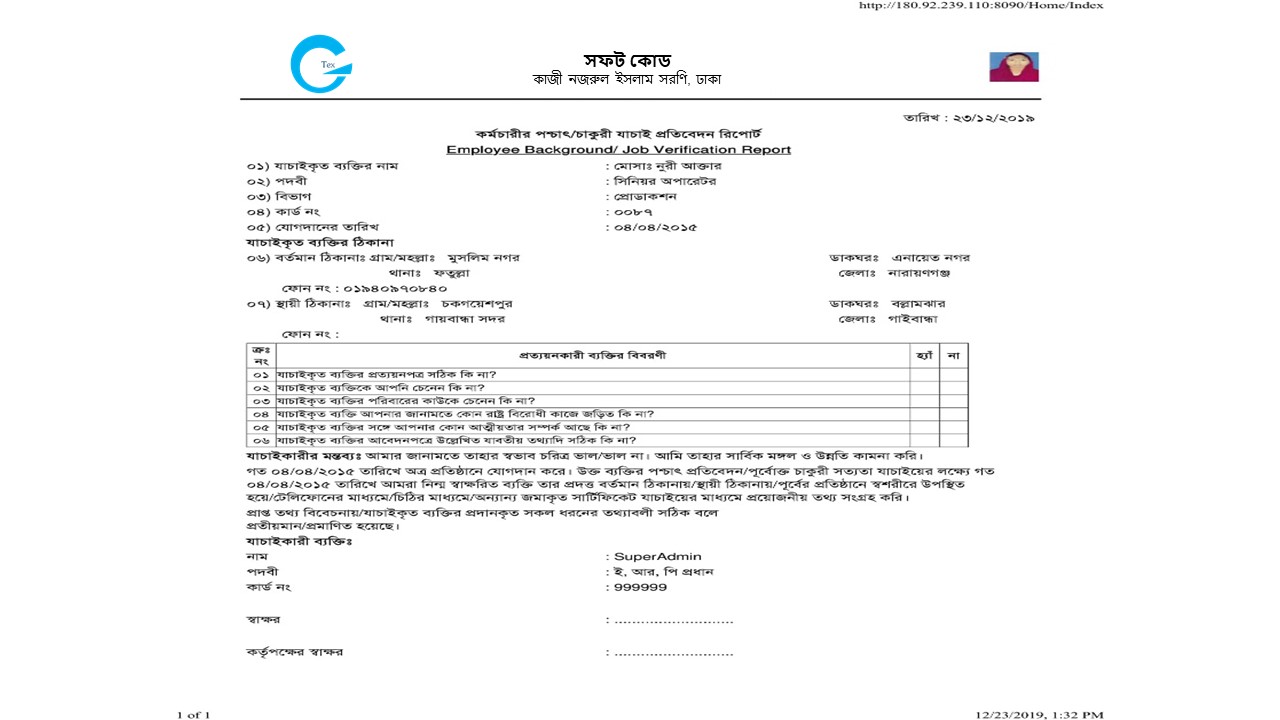 http://180.92.239.110:8090/Home/Index
Tex
সফট কোড
কাজী নজরুল ইসলাম সরণি, ঢাকা
তারিখ : ২৩/১২/২০১৯
কর্মচারীর পশ্চাৎ/চাকুরী যাচাই প্রতিবেদন রিপোর্ট
Employee Background/ Job Verification Report
০১) যাচাইকৃত ব্যক্তির নাম : মোসাঃ নুরী আক্তার
০২) পদবী : সিনিয়র অপারেটর
০৩) বিভাগ : প্রোডাকশন
০৪) কার্ড নং : ০০৮৭
০৫) যোগদানের তারিখ : ০৪/০৪/২০১৫
যাচাইকৃত ব্যক্তির ঠিকানা
০৬) বর্তমান ঠিকানাঃ গ্রাম/মহল্লাঃ মুসলিম নগর ডাকঘরঃ এনায়েত নগর
থানাঃ ফতুল্লা জেলাঃ নারায়ণগঞ্জ
ফোন নং : ০১৯৪০৯৭০৮৪০
০৭) স্থায়ী ঠিকানাঃ গ্রাম/মহল্লাঃ চকগয়েশপুর ডাকঘরঃ বল্লামঝার
থানাঃ গায়বান্ধা সদর জেলাঃ গাইবান্ধা
ফোন নং :
ক্রঃ নং প্রত্যয়নকারী ব্যক্তির বিবরণী হ্যাঁ না
০১ যাচাইকৃত ব্যক্তির প্রত্যয়নপত্র সঠিক কি না?
০২ যাচাইকৃত ব্যক্তিকে আপনি চেনেন কি না?
০৩ যাচাইকৃত ব্যক্তির পরিবারের কাউকে চেনেন কি না?
০৪ যাচাইকৃত ব্যক্তি আপনার জানামতে কোন রাষ্ট্র বিরোধী কাজে জড়িত কি না?
০৫ যাচাইকৃত ব্যক্তির সঙ্গে আপনার কোন আত্মীয়তার সম্পর্ক আছে কি না?
০৬ যাচাইকৃত ব্যক্তির আবেদনপত্রে উল্লেখিত যাবতীয় তথ্যাদি সঠিক কি না?
যাচাইকারীর মন্তব্যঃ আমার জানামতে তাহার স্বভাব চরিত্র ভাল/ভাল না। আমি তাহার সার্বিক মঙ্গল ও উন্নতি কামনা করি।
গত ০৪/০৪/২০১৫ তারিখে অত্র প্রতিষ্ঠানে যোগদান করে। উক্ত ব্যক্তির পশ্চাৎ প্রতিবেদন/পূর্বোক্ত চাকুরী সত্যতা যাচাইয়ের লক্ষ্যে গত
০৪/০৪/২০১৫ তারিখে আমরা নিন্ম স্বাক্ষরিত ব্যক্তি তার প্রদত্ত বর্তমান ঠিকানায়/স্থায়ী ঠিকানায়/পূর্বের প্রতিষ্ঠানে স্বশরীরে উপস্থিত
হয়ে/টেলিফোনের মাধ্যমে/চিঠির মাধ্যমে/অন্যান্য জমাকৃত সার্টিফিকেট যাচাইয়ের মাধ্যমে প্রয়োজনীয় তথ্য সংগ্রহ করি।
প্রাপ্ত তথ্য বিবেচনায়/যাচাইকৃত ব্যক্তির প্রদানকৃত সকল ধরনের তথ্যাবলী সঠিক বলে
প্রতীয়মান/প্রমাণিত হয়েছে।
যাচাইকারী ব্যক্তিঃ
নাম : SuperAdmin
পদবী : ই, আর, পি প্রধান
কার্ড নং : 999999
স্বাক্ষর : ...........................
কর্তৃপক্ষের স্বাক্ষর : ...........................
1 of 1 12/23/2019, 1:32 PM